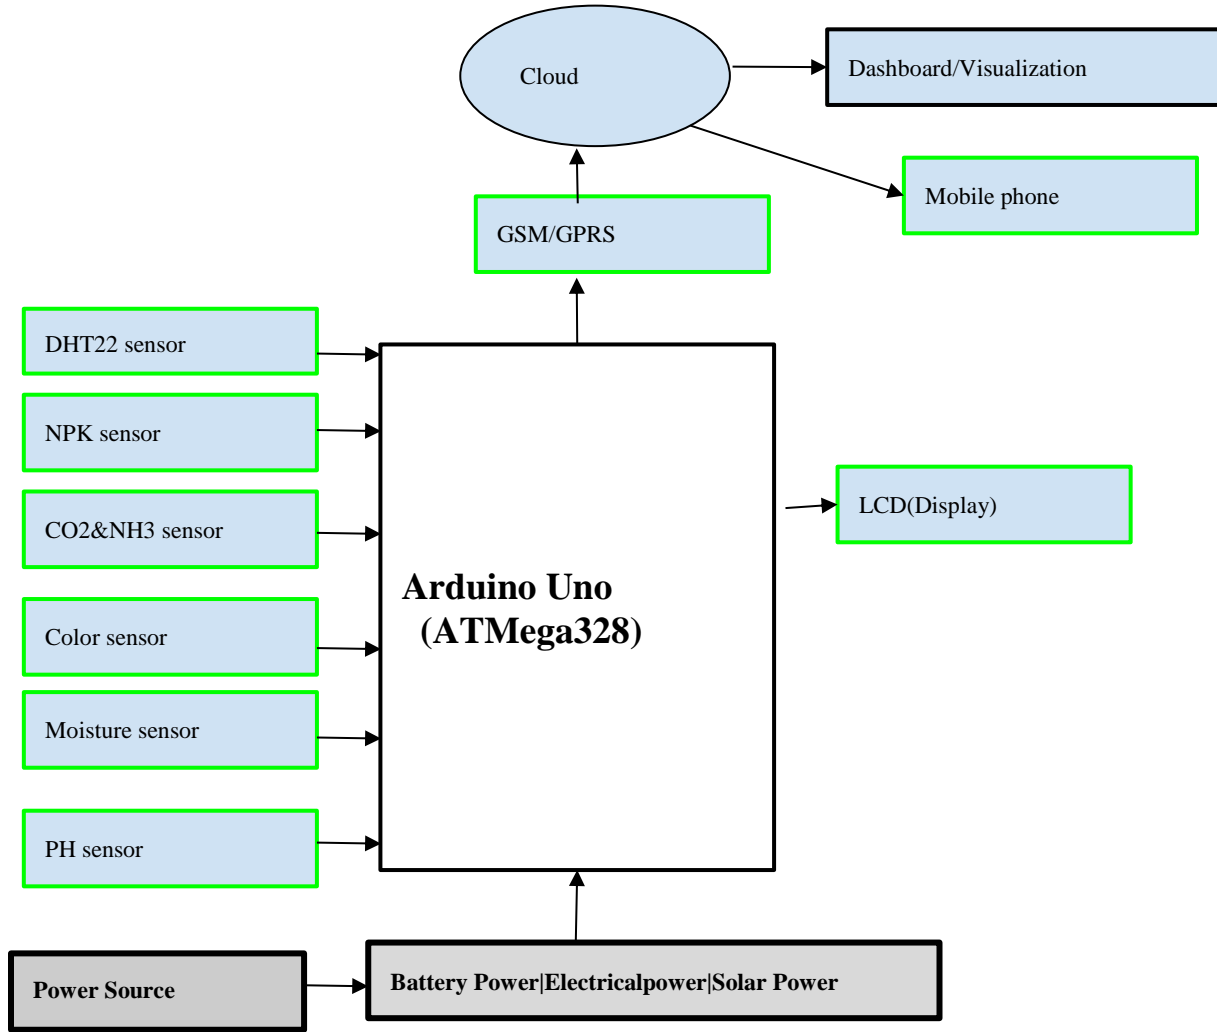 Cloud
Dashboard/Visualization
Mobile phone
GSM/GPRS
DHT22 sensor
NPK sensor
CO2&NH3 sensor
LCD(Display)
Arduino Uno
(ATMega328)
Color sensor
Moisture sensor
PH sensor
Power Source
Battery Power|Electricalpower|Solar Power